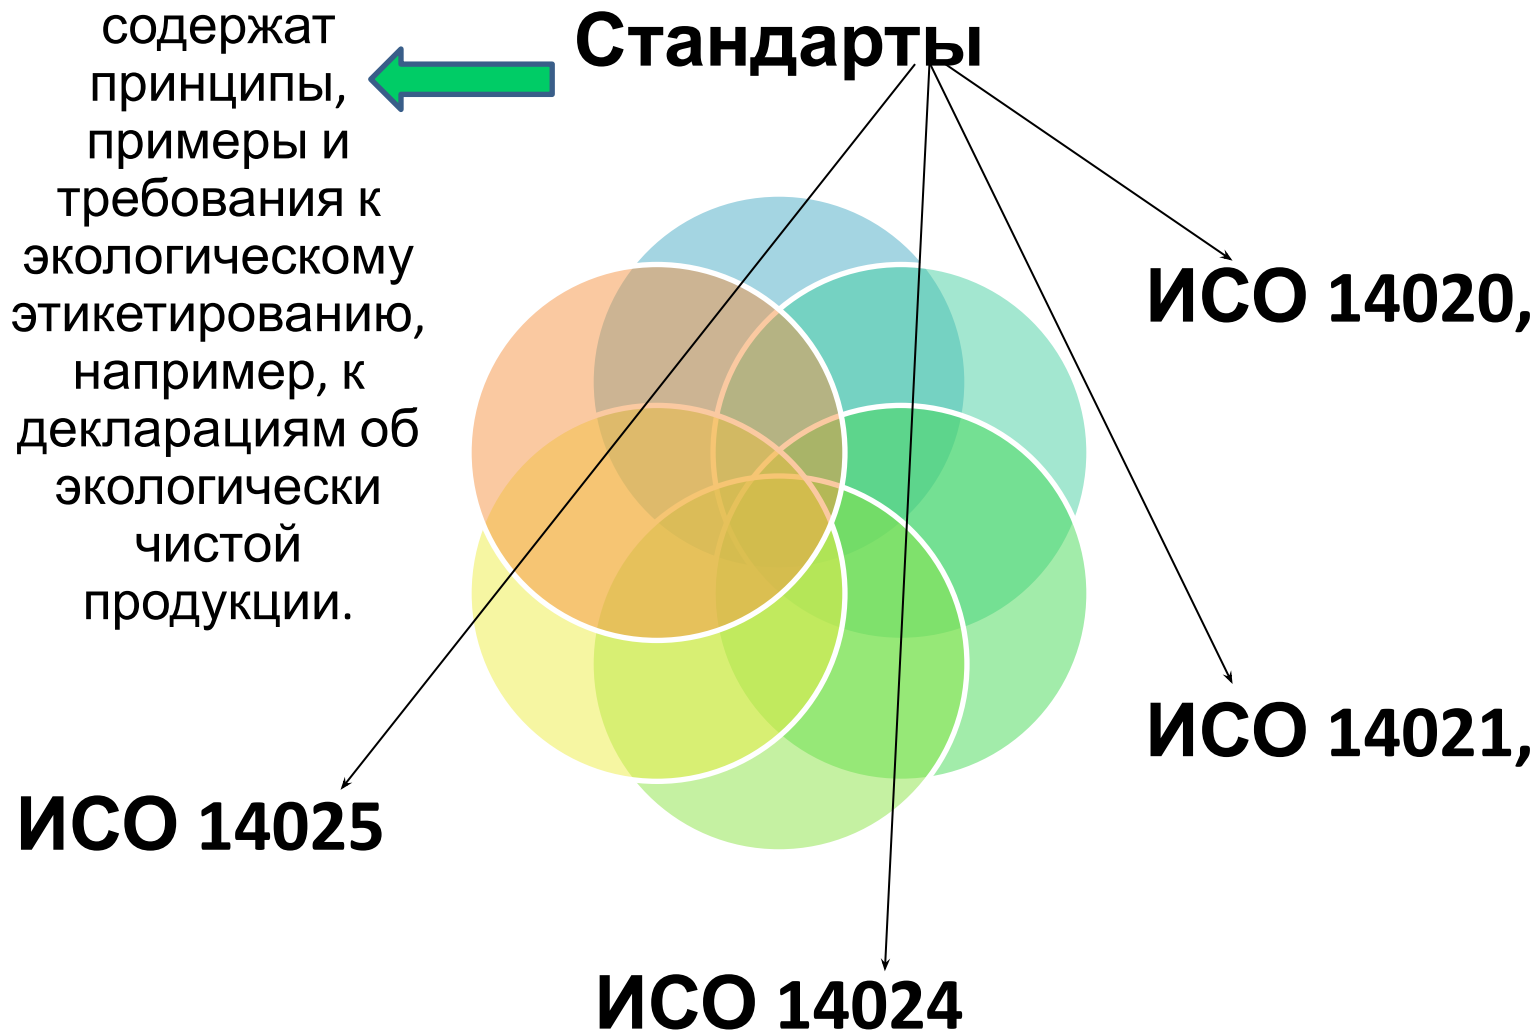 Стандарты
содержат
принципы,
примеры и
требования к
экологическому
этикетированию,
например, к
декларациям об
экологически
чистой
продукции.
ИСО 14020,
ИСО 14021,
ИСО 14025
ИСО 14024